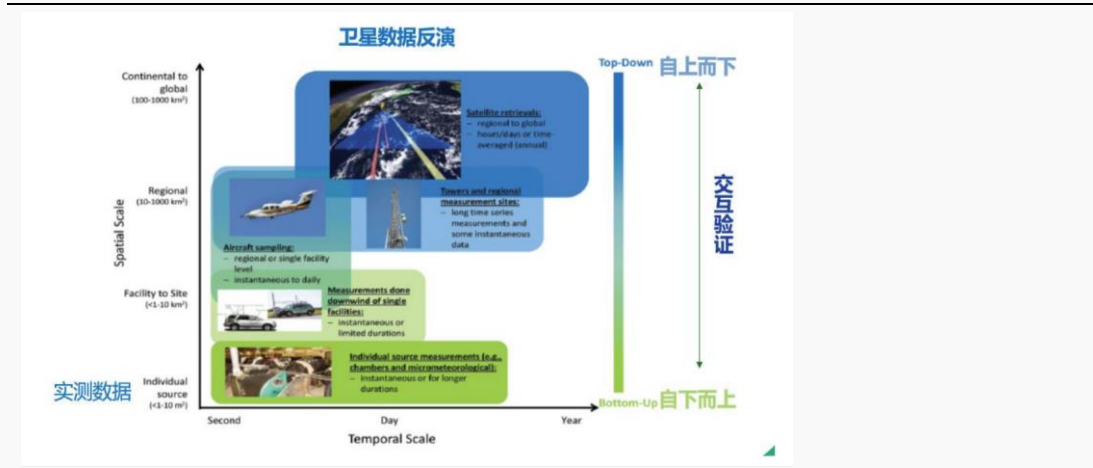 卫星数据反演
Continental to
global
(100-1000 km²)
Top-Down 自上而下
Satellite retrievals:
– regional to global
– hours/days or time-
averaged (annual)
Regional
(10-1000 km²)
Towers and regional
measurement sites:
– long time series
measurements and
some instantaneous
data
交互验证
Spatial Scale
Aircraft sampling:
– regional or single facility
level
– instantaneous to daily
Facility to Site
(<1-10 km²)
Measurements done
downwind of single
facilities:
– instantaneous or
limited durations
Individual source measurements (e.g.,
chambers and micrometeorological):
– instantaneous or for longer
durations
实测数据
Individual
source
(<1-10 m²)
Bottom-Up 自下而上
Second
Day
Year
Temporal Scale